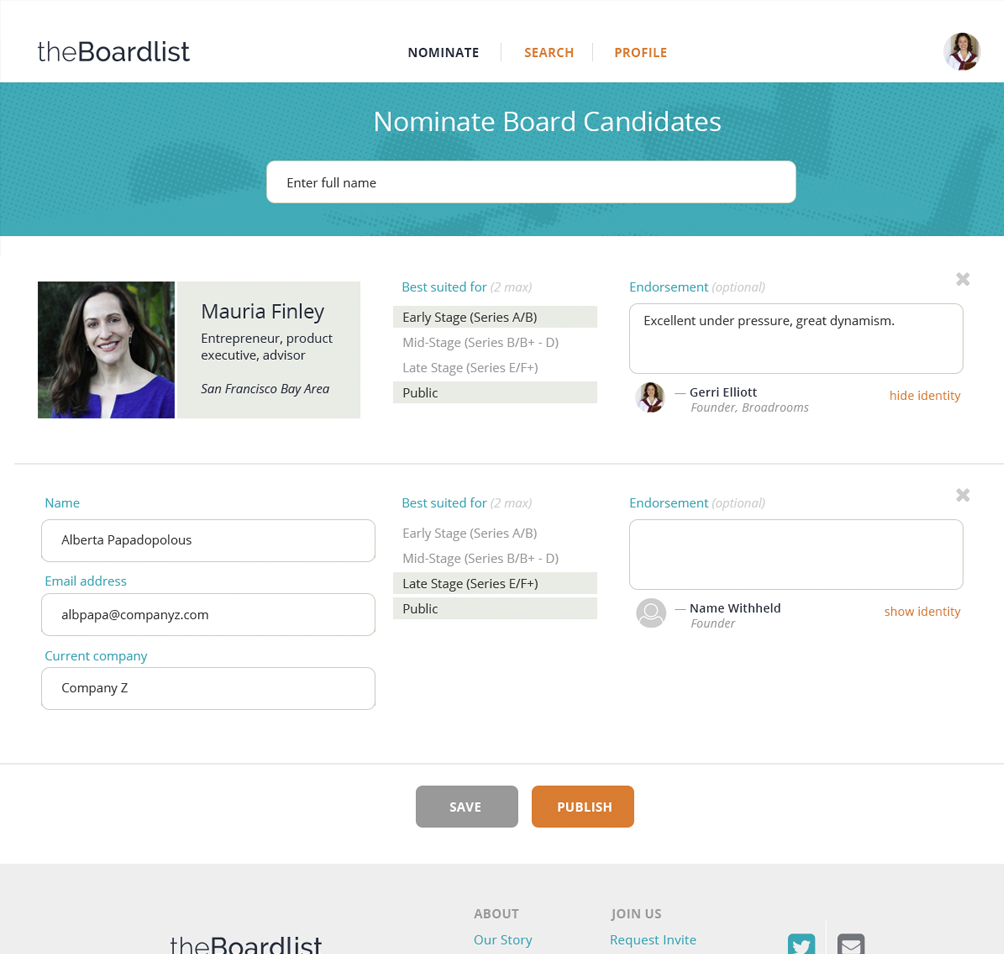 theBoardlist
NOMINATE
SEARCH
PROFILE
Nominate Board Candidates
Enter full name
Mauria Finley
Entrepreneur, product
executive, advisor
San Francisco Bay Area
Best suited for (2 max)
Early Stage (Series A/B)
Mid-Stage (Series B/B+ - D)
Late Stage (Series E/F+)
Public
Endorsement (optional)
Excellent under pressure, great dynamism.
— Gerri Elliott
Founder, Broadrooms
hide identity
Name
Alberta Papadopolous
Email address
albpapa@companyz.com
Current company
Company Z
Best suited for (2 max)
Early Stage (Series A/B)
Mid-Stage (Series B/B+ - D)
Late Stage (Series E/F+)
Public
Endorsement (optional)
— Name Withheld
Founder
show identity
SAVE
PUBLISH
theBoardlist
ABOUT
Our Story
JOIN US
Request Invite